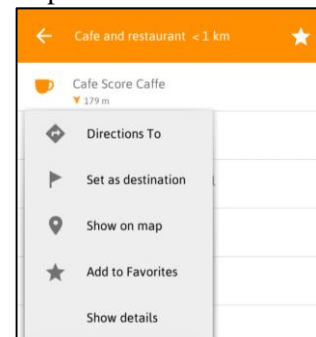 Cafe and restaurant < 1 km
Cafe Score Caffe
179 m
Directions To
Set as destination
Show on map
Add to Favorites
Show details